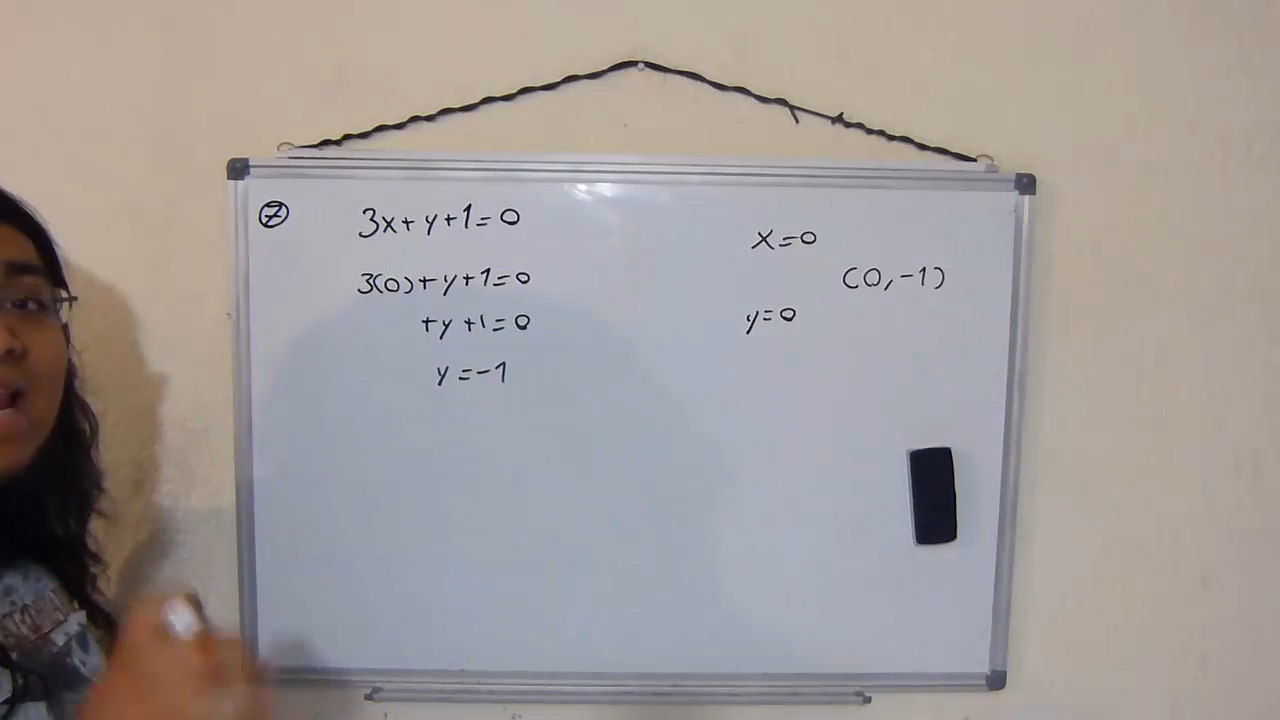 7
3x+y+1=0
3(0)+y+1=0
+y+1=0
y=-1
x=0
(0,-1)
y=0